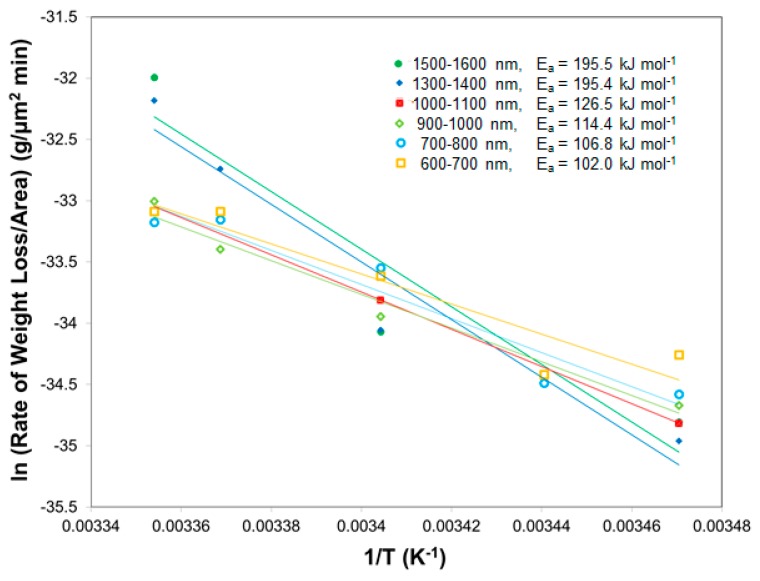 -31.5
-32
-32.5
-33
-33.5
-34
-34.5
-35
-35.5
ln (Rate of Weight Loss/Area) (g/μm² min)
1500-1600 nm, Eₐ = 195.5 kJ mol⁻¹
1300-1400 nm, Eₐ = 195.4 kJ mol⁻¹
1000-1100 nm, Eₐ = 126.5 kJ mol⁻¹
900-1000 nm, Eₐ = 114.4 kJ mol⁻¹
700-800 nm, Eₐ = 106.8 kJ mol⁻¹
600-700 nm, Eₐ = 102.0 kJ mol⁻¹
0.00334 0.00336 0.00338 0.0034 0.00342 0.00344 0.00346 0.00348
1/T (K⁻¹)